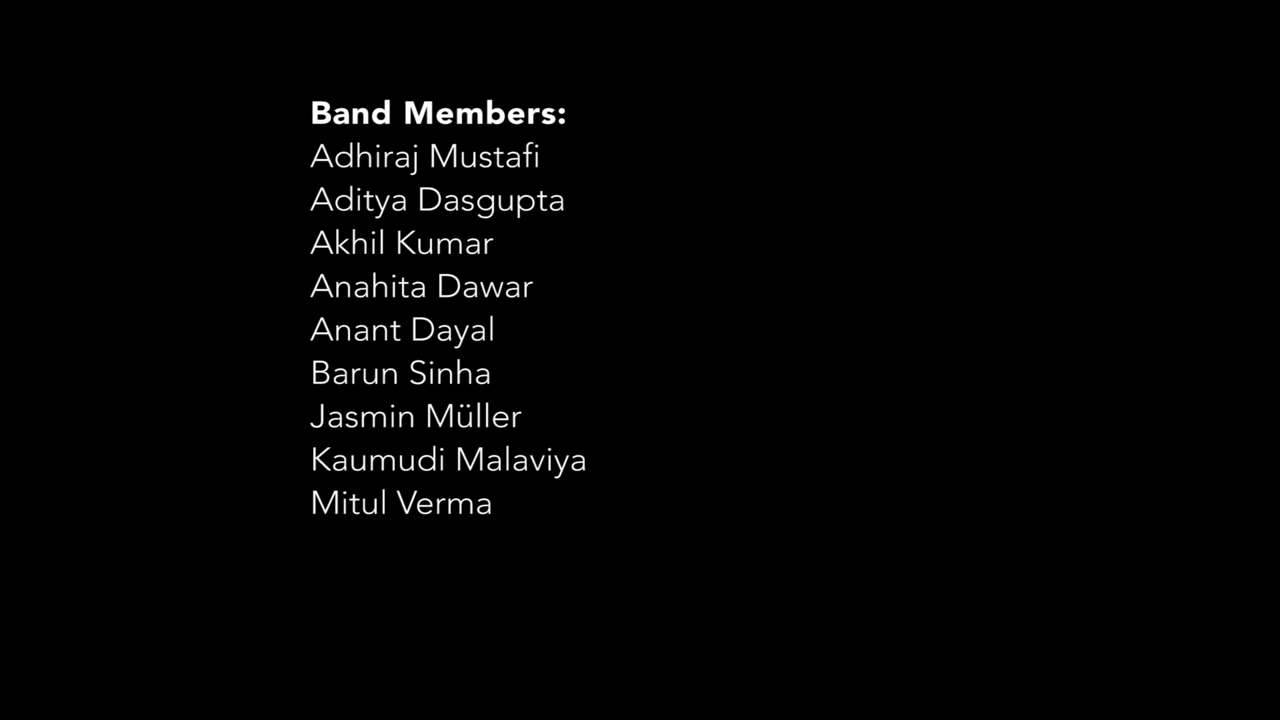 Band Members:
Adhiraj Mustafi
Aditya Dasgupta
Akhil Kumar
Anahita Dawar
Anant Dayal
Barun Sinha
Jasmin Müller
Kaumudi Malaviya
Mitul Verma